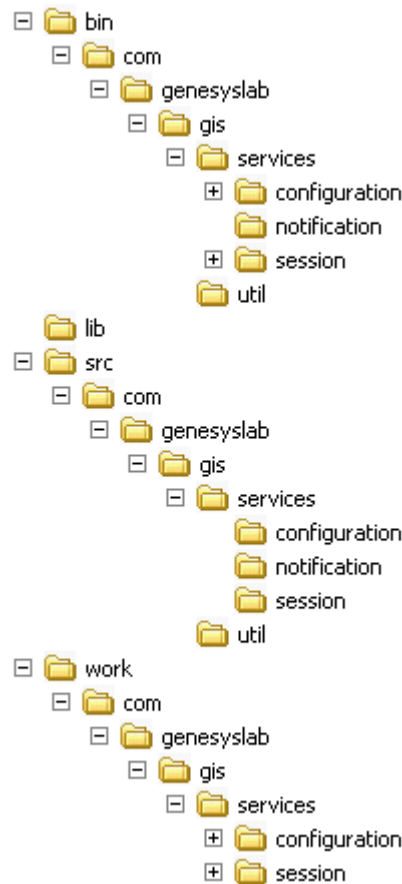 bin
com
genesyslab
gis
services
configuration
notification
session
util
lib
src
com
genesyslab
gis
services
configuration
notification
session
util
work
com
genesyslab
gis
services
configuration
session